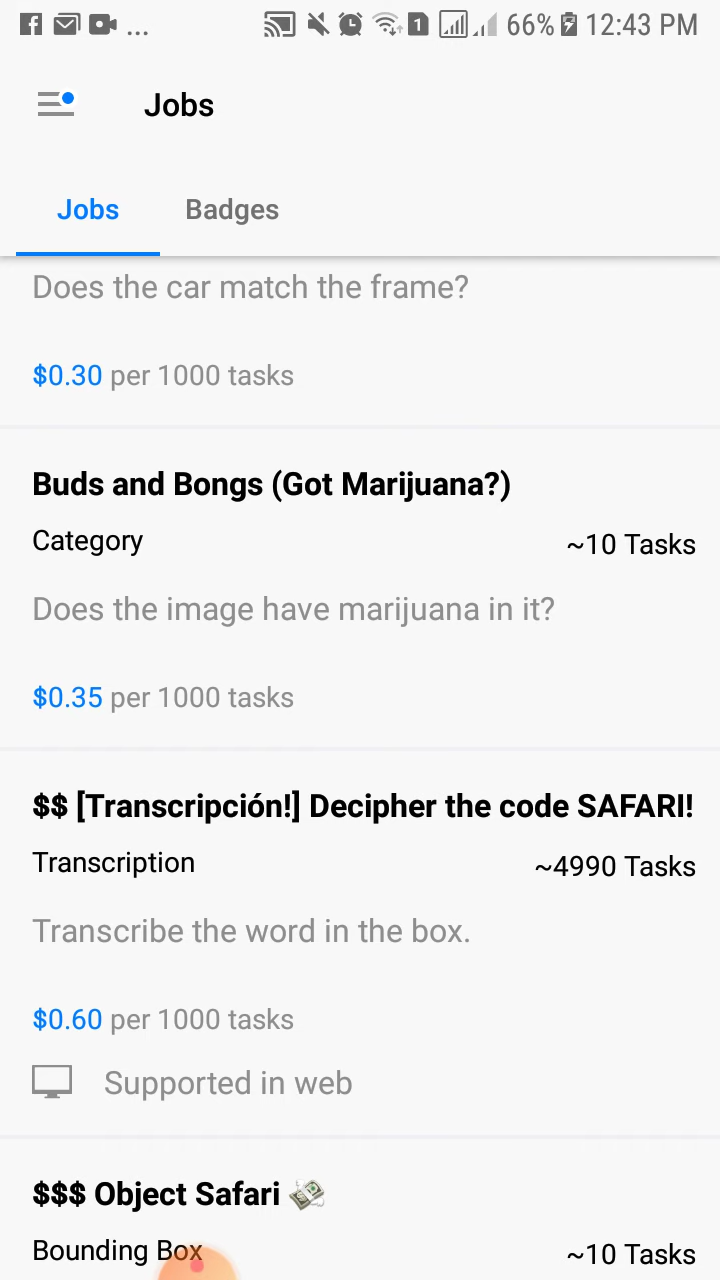 ... 1 66% 12:43 PM
Jobs
Jobs Badges
Does the car match the frame?
$0.30 per 1000 tasks
Buds and Bongs (Got Marijuana?)
Category ~10 Tasks
Does the image have marijuana in it?
$0.35 per 1000 tasks
$$ [Transcripción!] Decipher the code SAFARI!
Transcription ~4990 Tasks
Transcribe the word in the box.
$0.60 per 1000 tasks
Supported in web
$$$ Object Safari 💸
Bounding Box ~10 Tasks